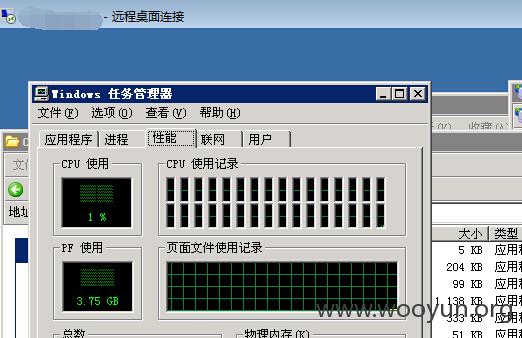 - 远程桌面连接
Windows 任务管理器
文件(F) 选项(O) 查看(V) 帮助(H)
应用程序 进程 性能 联网 用户
CPU 使用 CPU 使用记录
1 %
PF 使用 页面文件使用记录
3.75 GB
总数 物理内存(K)
(V) 收藏(A)
文件
地址
大小 类型
5 KB 应用程
204 KB 应用程
99 KB 应用程
1,138 KB 应用程
333 KB 应用程
51 KB 应用程
www.wooyun.org